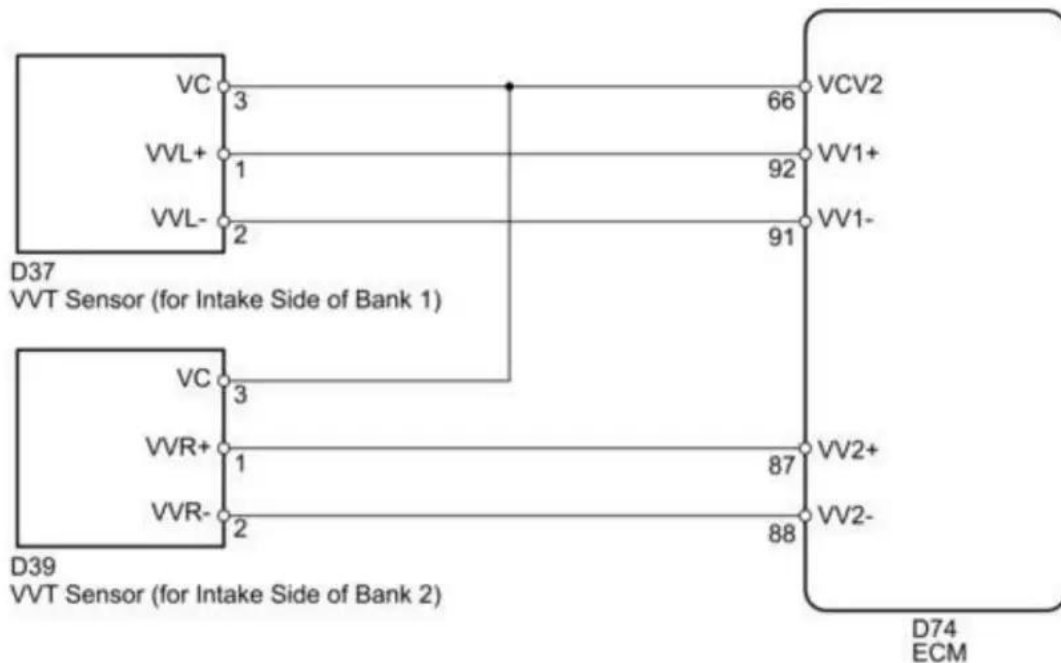 VC
3
66
VCV2
VVL+
1
92
VV1+
VVL-
2
91
VV1-
D37
VVT Sensor (for Intake Side of Bank 1)
VC
3
VVR+
1
87
VV2+
VVR-
2
88
VV2-
D39
VVT Sensor (for Intake Side of Bank 2)
D74
ECM